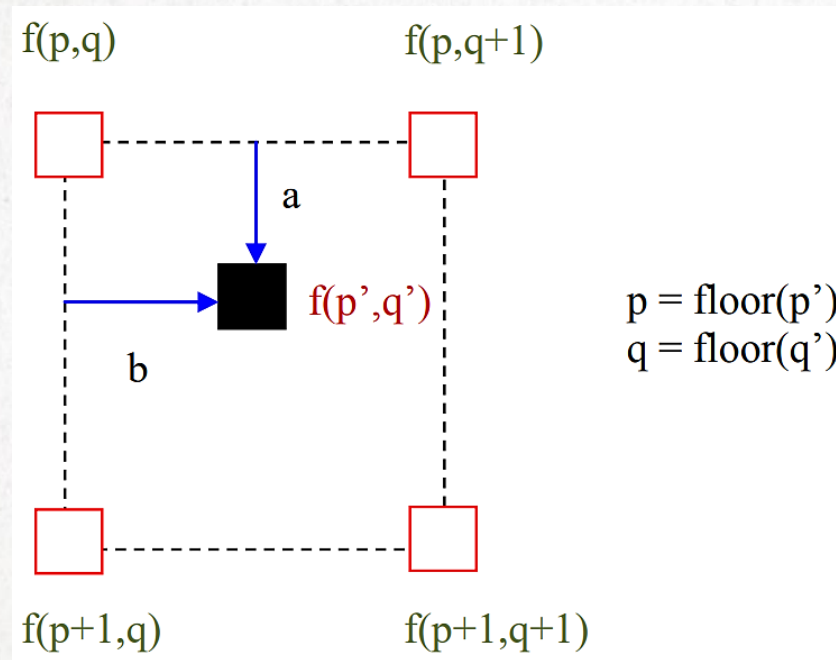 f(p,q)
f(p,q+1)
a
f(p’,q’)
b
p = floor(p’)
q = floor(q’)
f(p+1,q)
f(p+1,q+1)